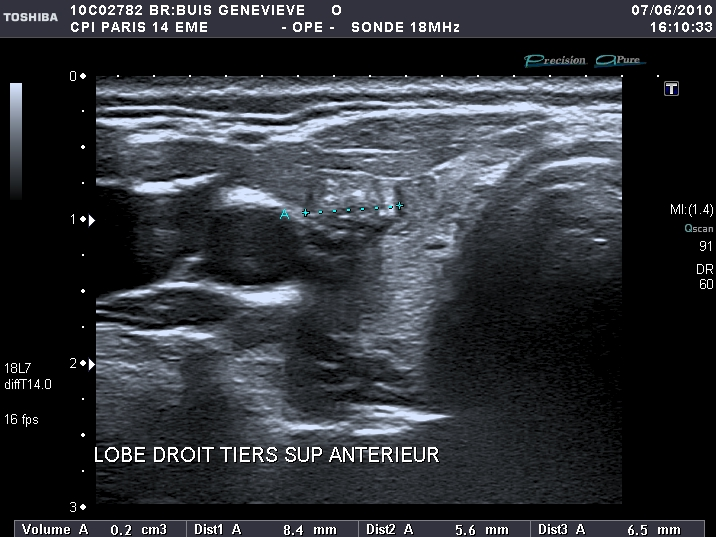 TOSHIBA
10C02782 BR:BUIS GENEVIEVE O 07/06/2010
CPI PARIS 14 EME - OPE - SONDE 18MHz 16:10:33
Precision APure
0
T
A
1
MI:(1.4)
Qscan
91
DR
60
2
18L7
diffT14.0
16 fps
LOBE DROIT TIERS SUP ANTERIEUR
3
Volume A 0.2 cm3 Dist1 A 8.4 mm Dist2 A 5.6 mm Dist3 A 6.5 mm